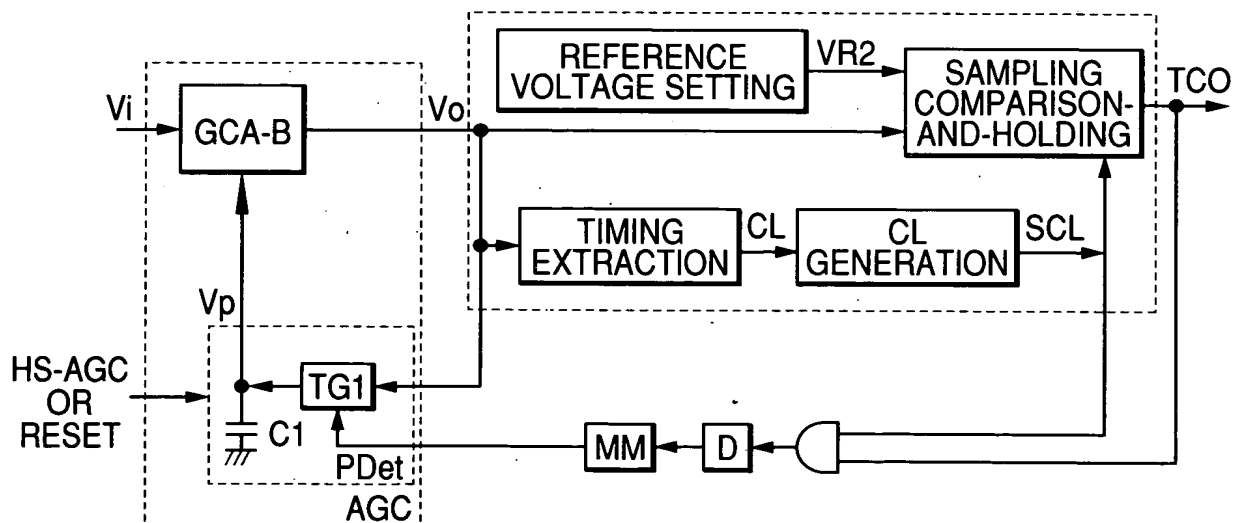 REFERENCE
VOLTAGE SETTING
VR2
SAMPLING
COMPARISON-
AND-HOLDING
TCO
Vi
GCA-B
Vo
TIMING
EXTRACTION
CL
CL
GENERATION
SCL
Vp
HS-AGC
OR
RESET
TG1
C1
PDet
MM
D
AGC